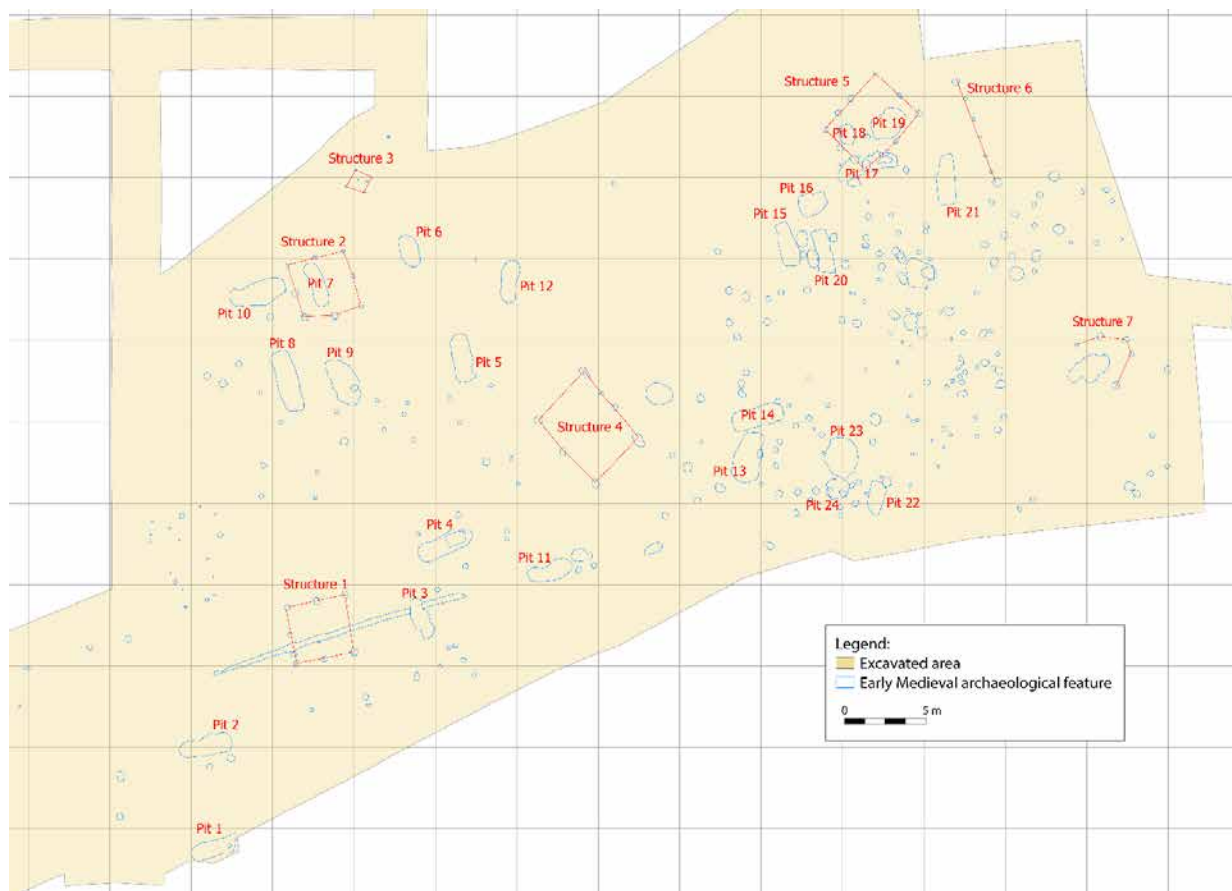 Structure 5
Structure 6
Pit 18
Pit 19
Structure 3
Pit 17
Pit 16
Pit 21
Pit 15
Pit 6
Structure 2
Pit 20
Pit 7
Pit 12
Pit 10
Structure 7
Pit 8
Pit 9
Pit 5
Pit 14
Structure 4
Pit 23
Pit 13
Pit 24
Pit 22
Pit 4
Pit 11
Structure 1
Pit 3
Legend:
Excavated area
Early Medieval archaeological feature
0 5 m
Pit 2
Pit 1